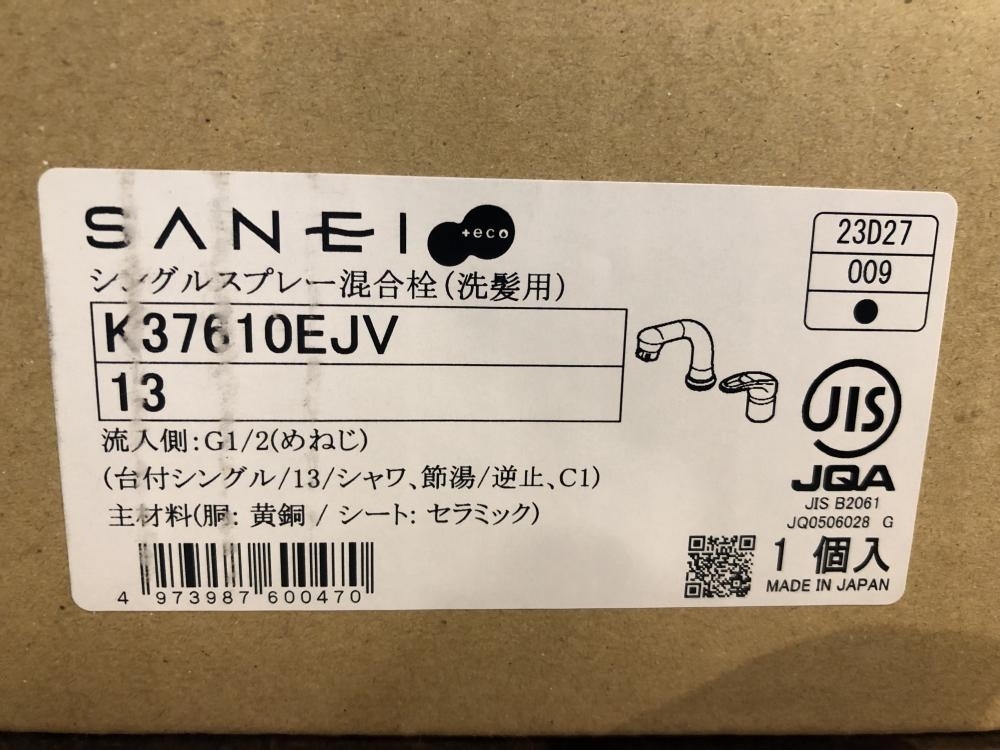 SANEI +eco
シングルスプレー混合栓(洗髪用)
K37610EJV
13
流入側:G1/2(めねじ)
(台付シングル/13/シャワ、節湯/逆止、C1)
主材料(胴: 黄銅 / シート: セラミック)
4 973987 600470
23D27
009
JIS
JQA
JIS B2061
JQ0506028 G
1 個入
MADE IN JAPAN